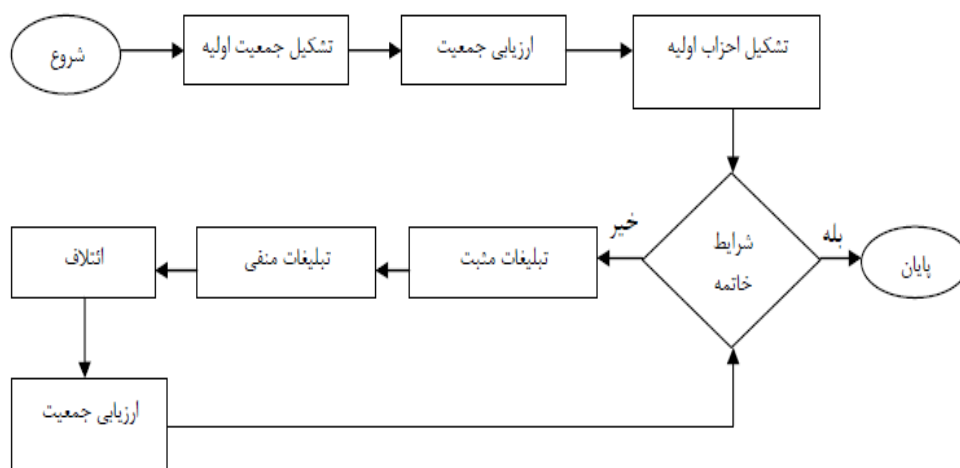 شروع
تشکیل جمعیت اولیه
ارزیابی جمعیت
تشکیل احزاب اولیه
شرایط
خاتمه
بله
پایان
خیر
تبلیغات مثبت
تبلیغات منفی
ائتلاف
ارزیابی جمعیت